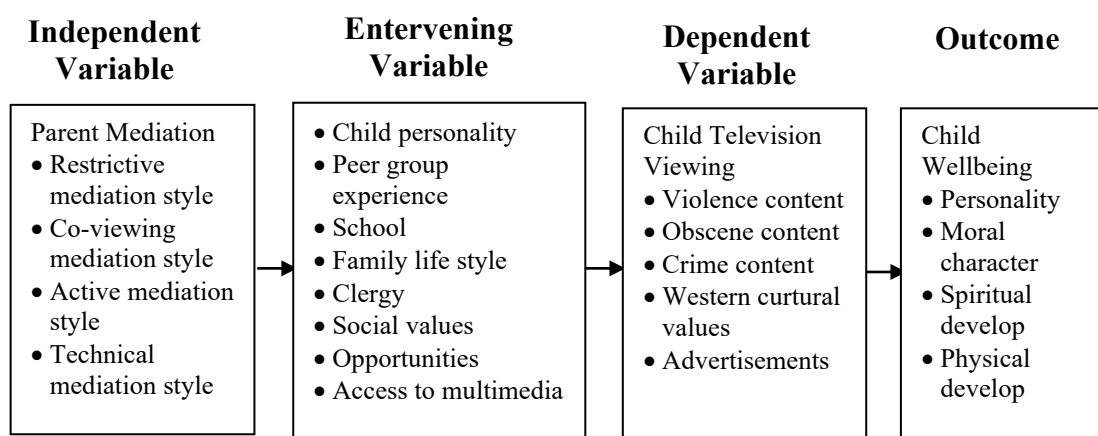 Independent
Variable
Entervening
Variable
Dependent
Variable
Outcome
Parent Mediation
• Restrictive
mediation style
• Co-viewing
mediation style
• Active mediation
style
• Technical
mediation style
• Child personality
• Peer group
experience
• School
• Family life style
• Clergy
• Social values
• Opportunities
• Access to multimedia
Child Television
Viewing
• Violence content
• Obscene content
• Crime content
• Western curtural
values
• Advertisements
Child
Wellbeing
• Personality
• Moral
character
• Spiritual
develop
• Physical
develop